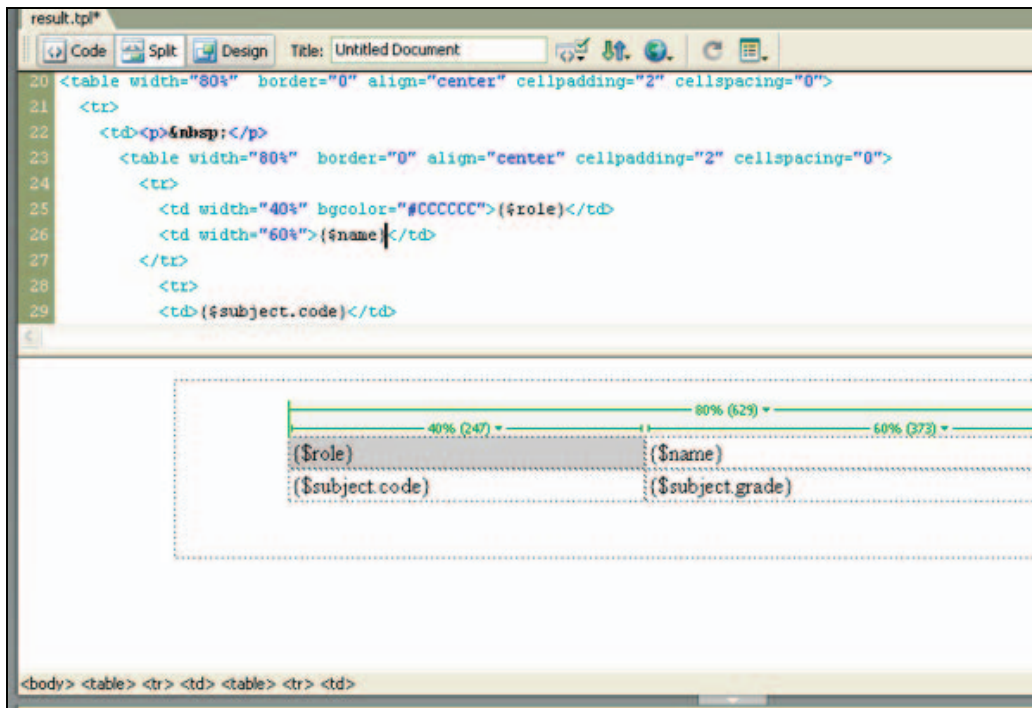 result.tpl*
Code Split Design Title: Untitled Document
20 <table width="80%"  border="0" align="center" cellpadding="2" cellspacing="0">
21 <tr>
22 <td><p>&nbsp;</p>
23 <table width="80%"  border="0" align="center" cellpadding="2" cellspacing="0">
24 <tr>
25 <td width="40%" bgcolor="#CCCCCC">{$role}</td>
26 <td width="60%">{$name}</td>
27 </tr>
28 <tr>
29 <td>{$subject.code}</td>
80% (629)
40% (247) 60% (373)
{$role} {$name}
{$subject.code} {$subject.grade}
<body> <table> <tr> <td> <table> <tr> <td>